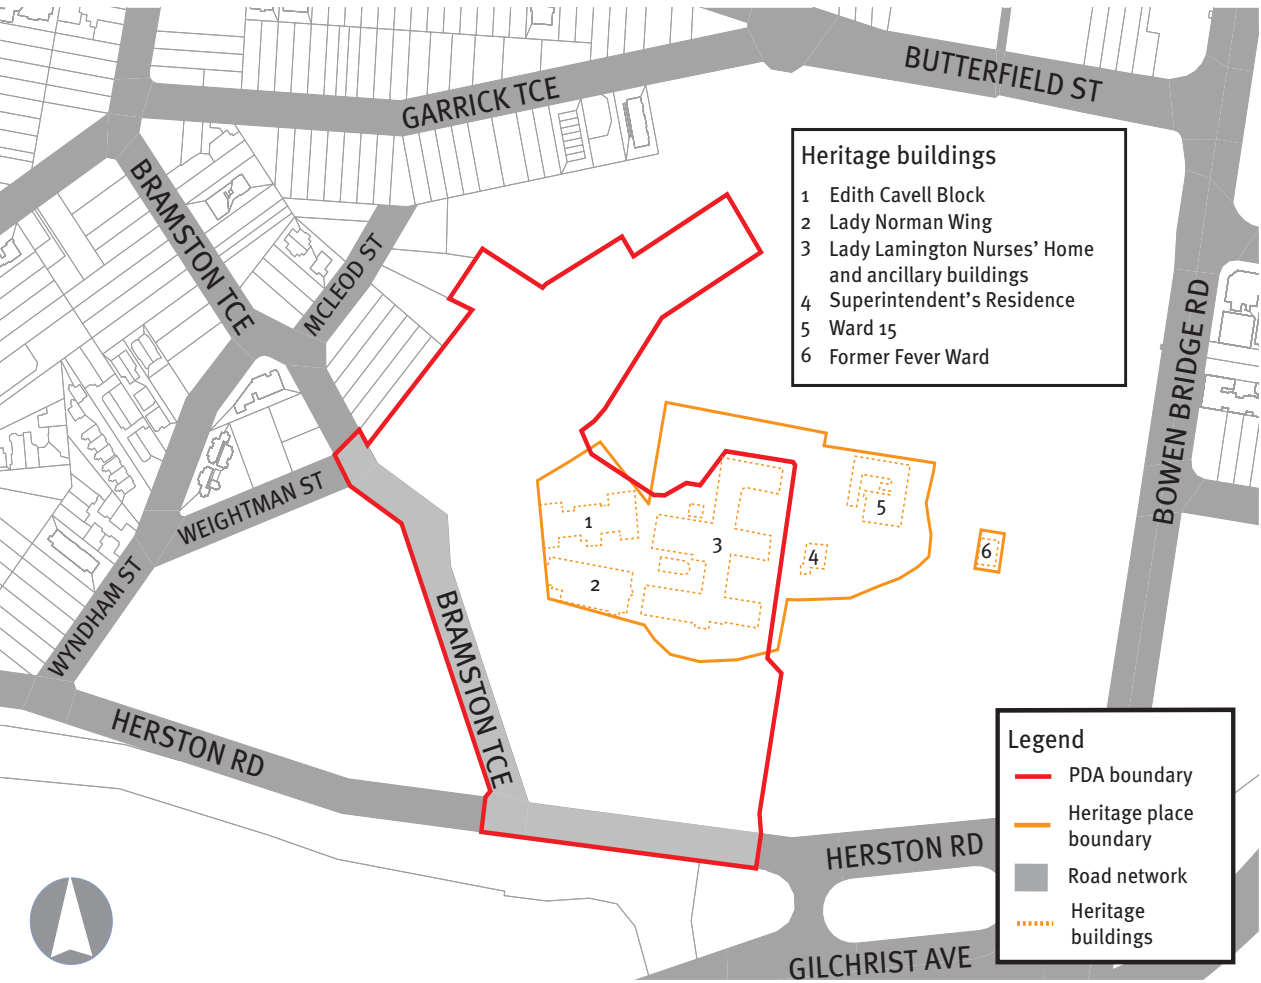 GARRICK TCE
BUTTERFIELD ST
BRAMSTON TCE
MCLEOD ST
Heritage buildings
1 Edith Cavell Block
2 Lady Norman Wing
3 Lady Lamington Nurses’ Home
and ancillary buildings
4 Superintendent’s Residence
5 Ward 15
6 Former Fever Ward
BOWEN BRIDGE RD
WEIGHTMAN ST
WYNDHAM ST
1
2
3
4
5
6
BRAMSTON TCE
HERSTON RD
HERSTON RD
GILCHRIST AVE
Legend
PDA boundary
Heritage place
boundary
Road network
Heritage
buildings